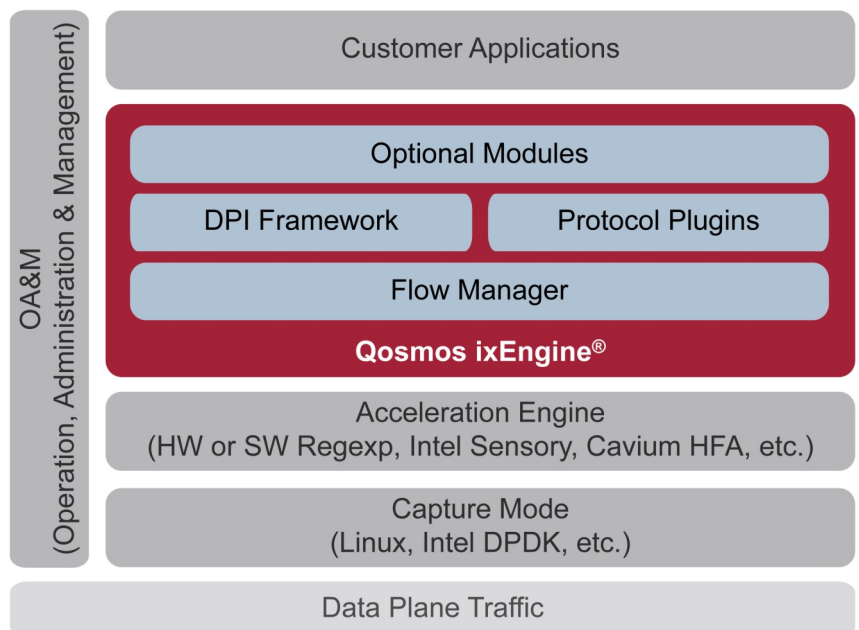 OA&M
(Operation, Administration & Management)
Customer Applications
Optional Modules
DPI Framework
Protocol Plugins
Flow Manager
Qosmos ixEngine®
Acceleration Engine
(HW or SW Regexp, Intel Sensory, Cavium HFA, etc.)
Capture Mode
(Linux, Intel DPDK, etc.)
Data Plane Traffic